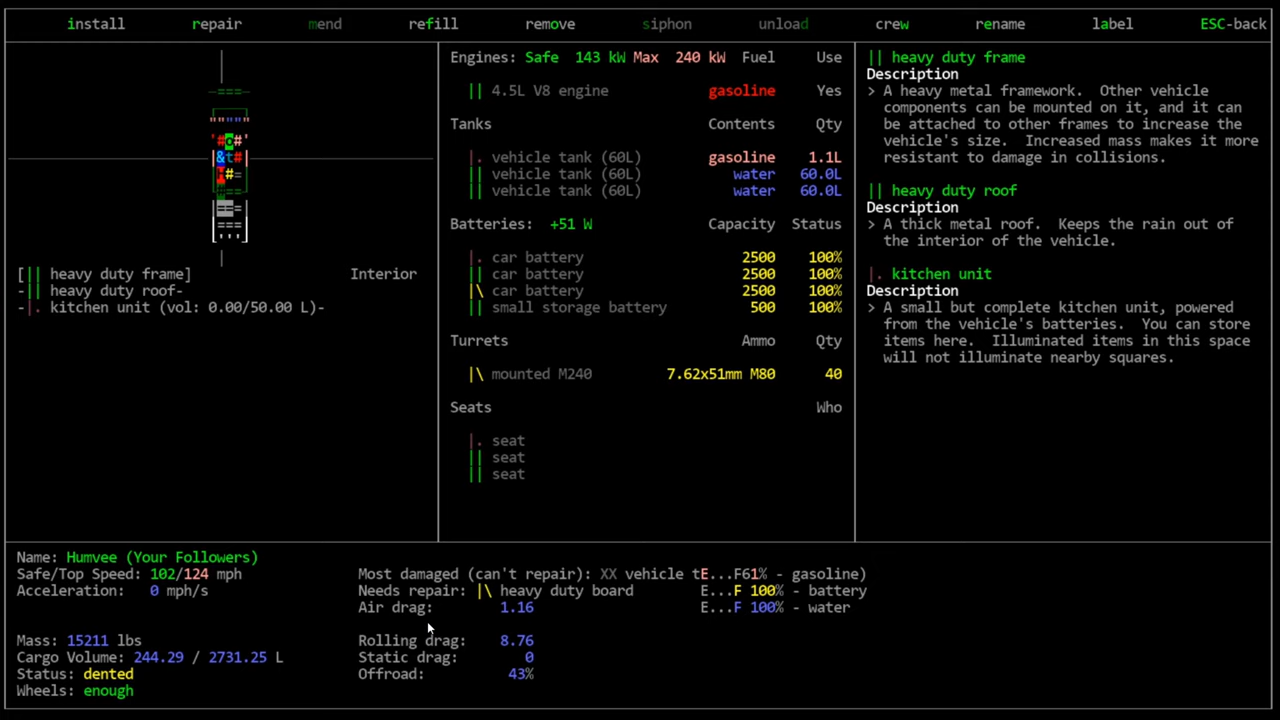 install repair mend refill remove siphon unload crew rename label ESC-back
[|| heavy duty frame] Interior
-|| heavy duty roof-
-|. kitchen unit (vol: 0.00/50.00 L)-
Engines: Safe 143 kW Max 240 kW Fuel Use
|| 4.5L V8 engine gasoline Yes
Tanks Contents Qty
|. vehicle tank (60L) gasoline 1.1L
|| vehicle tank (60L) water 60.0L
|| vehicle tank (60L) water 60.0L
Batteries: +51 W Capacity Status
|. car battery 2500 100%
|| car battery 2500 100%
|\ car battery 2500 100%
|| small storage battery 500 100%
Turrets Ammo Qty
|\ mounted M240 7.62x51mm M80 40
Seats Who
|. seat
|| seat
|| seat
|| heavy duty frame
Description
> A heavy metal framework. Other vehicle
components can be mounted on it, and it can
be attached to other frames to increase the
vehicle's size. Increased mass makes it more
resistant to damage in collisions.
|| heavy duty roof
Description
> A thick metal roof. Keeps the rain out of
the interior of the vehicle.
|. kitchen unit
Description
> A small but complete kitchen unit, powered
from the vehicle's batteries. You can store
items here. Illuminated items in this space
will not illuminate nearby squares.
Name: Humvee (Your Followers)
Safe/Top Speed: 102/124 mph
Acceleration: 0 mph/s
Mass: 15211 lbs
Cargo Volume: 244.29 / 2731.25 L
Status: dented
Wheels: enough
Most damaged (can't repair): XX vehicle tE...F61% - gasoline)
Needs repair: |\ heavy duty board E...F 100% - battery
Air drag: 1.16 E...F 100% - water
Rolling drag: 8.76
Static drag: 0
Offroad: 43%